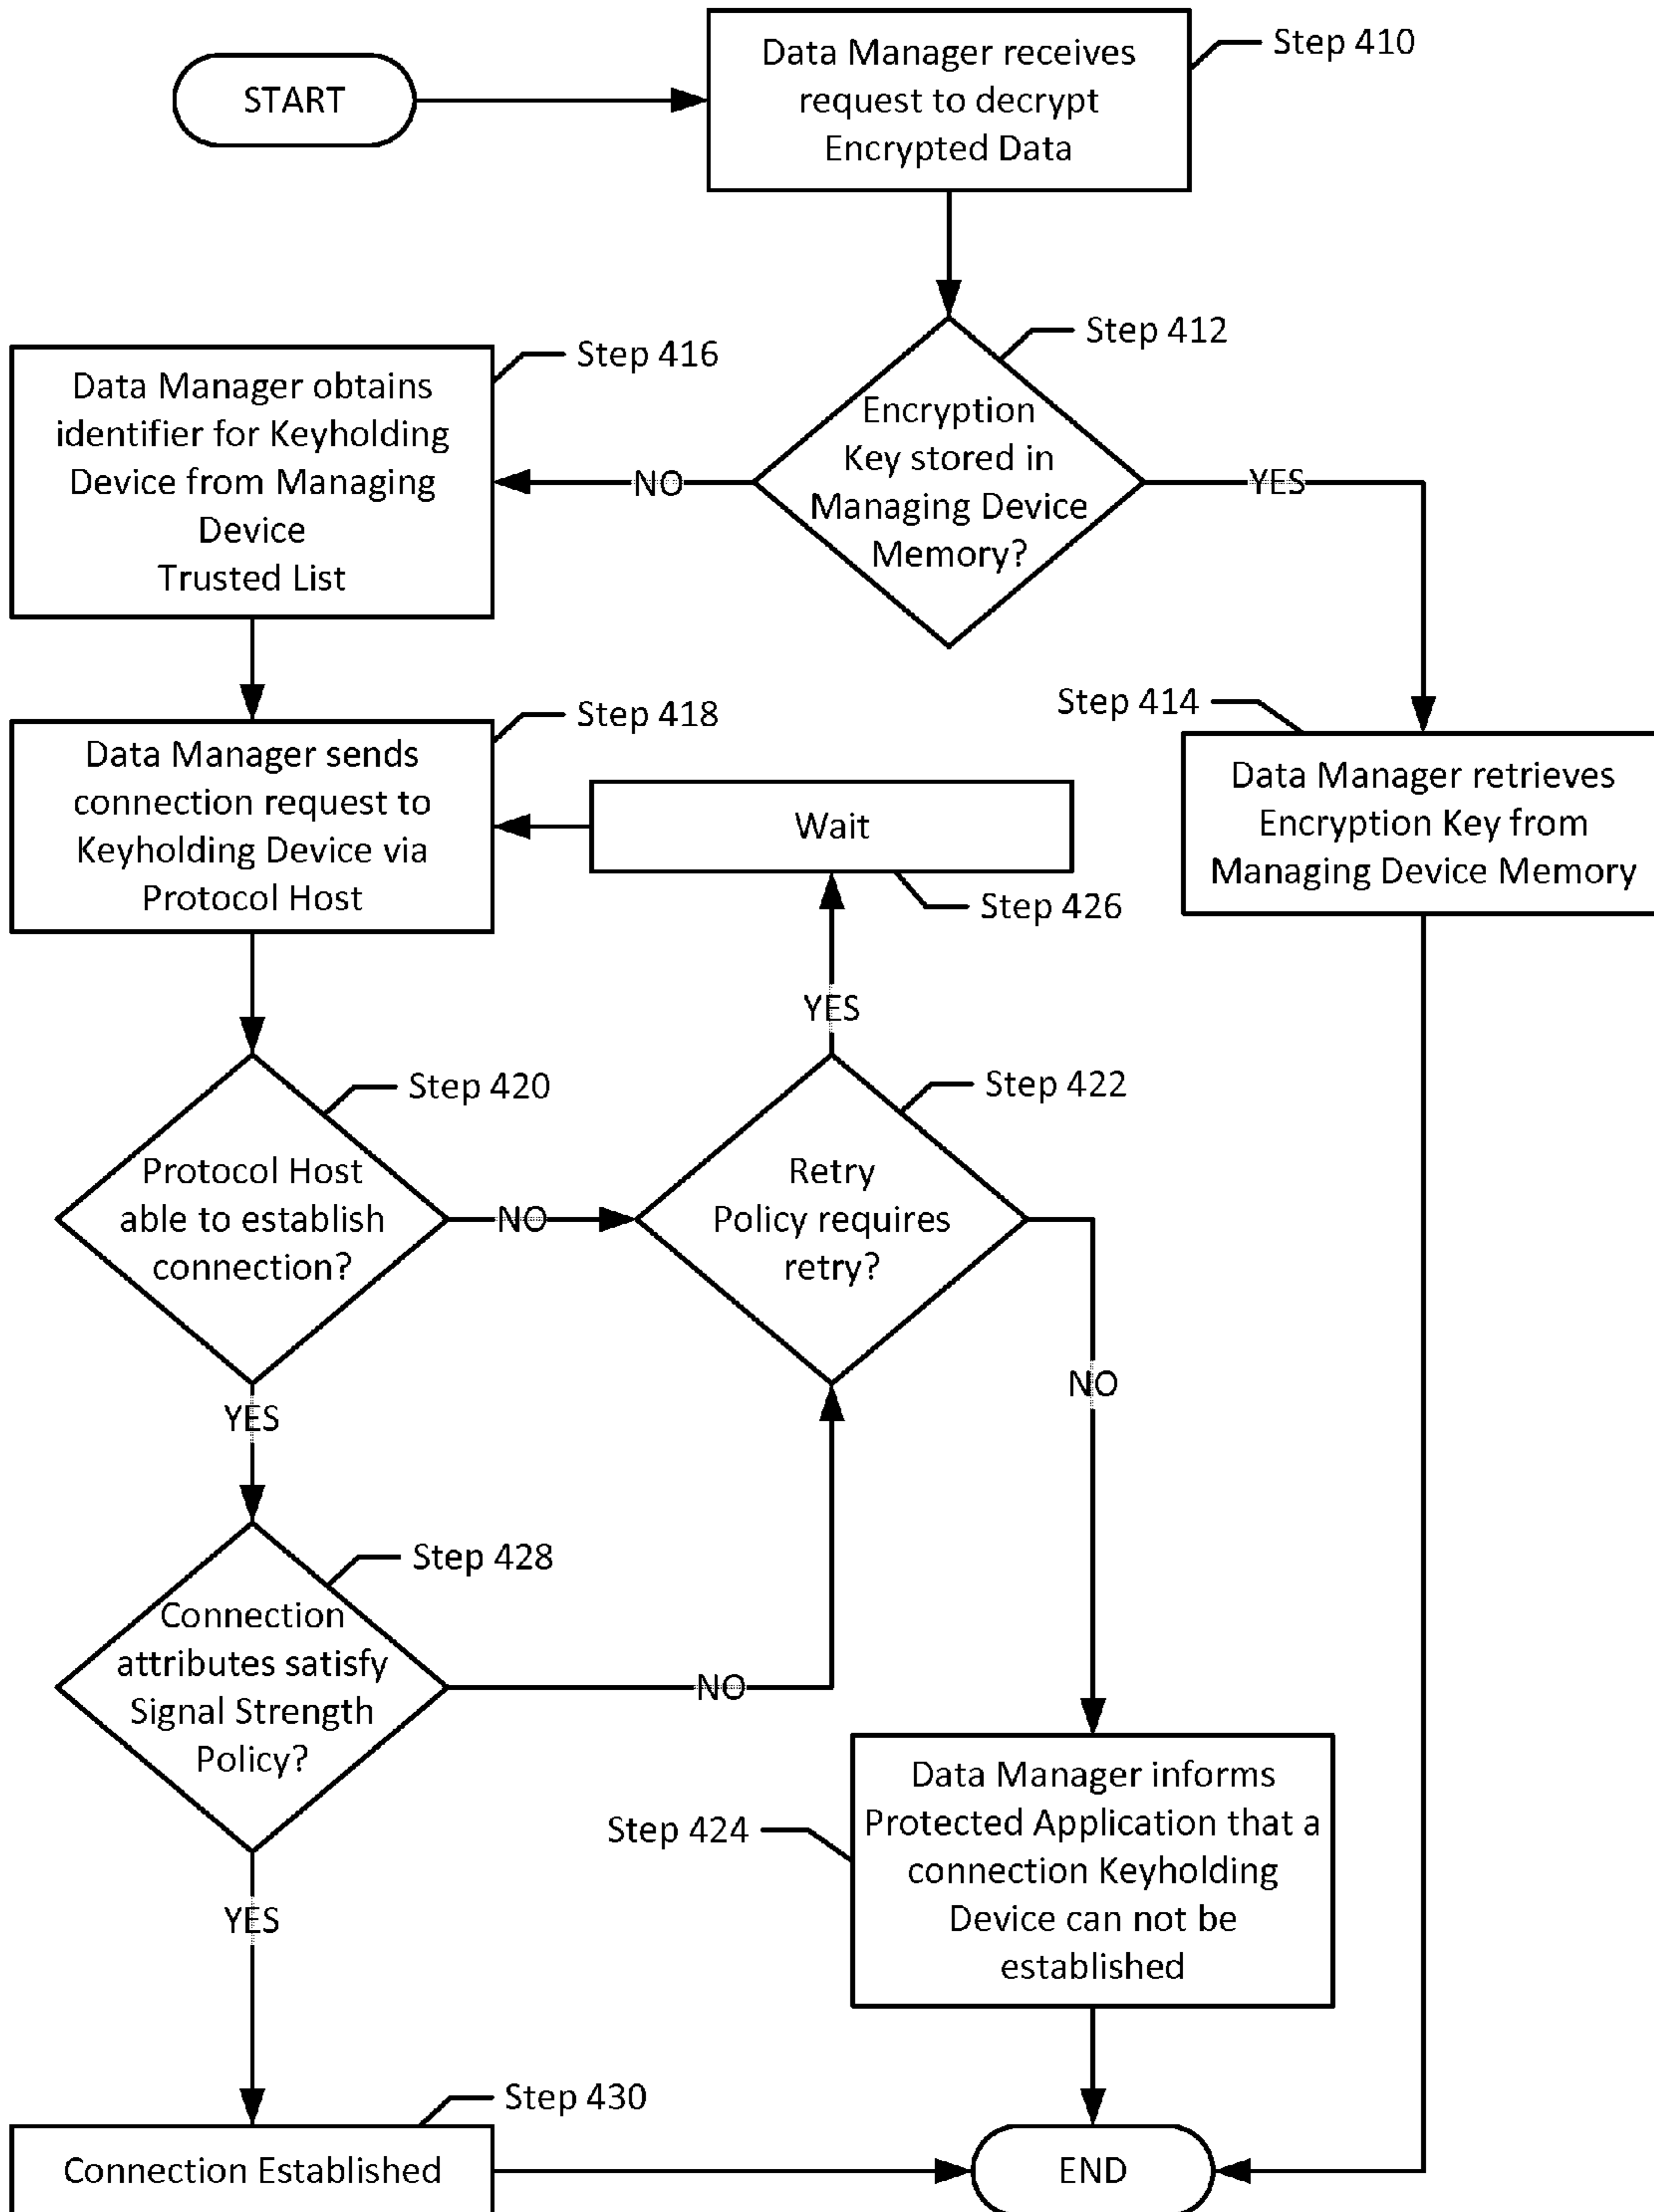 START
Data Manager receives
request to decrypt
Encrypted Data
Step 410
Step 412
Encryption
Key stored in
Managing Device
Memory?
NO
YES
Step 416
Data Manager obtains
identifier for Keyholding
Device from Managing
Device
Trusted List
Step 418
Data Manager sends
connection request to
Keyholding Device via
Protocol Host
Wait
Step 426
Step 414
Data Manager retrieves
Encryption Key from
Managing Device Memory
YES
Step 420
Protocol Host
able to establish
connection?
NO
Step 422
Retry
Policy requires
retry?
NO
YES
Step 428
Connection
attributes satisfy
Signal Strength
Policy?
NO
YES
Step 424
Data Manager informs
Protected Application that a
connection Keyholding
Device can not be
established
Step 430
Connection Established
END